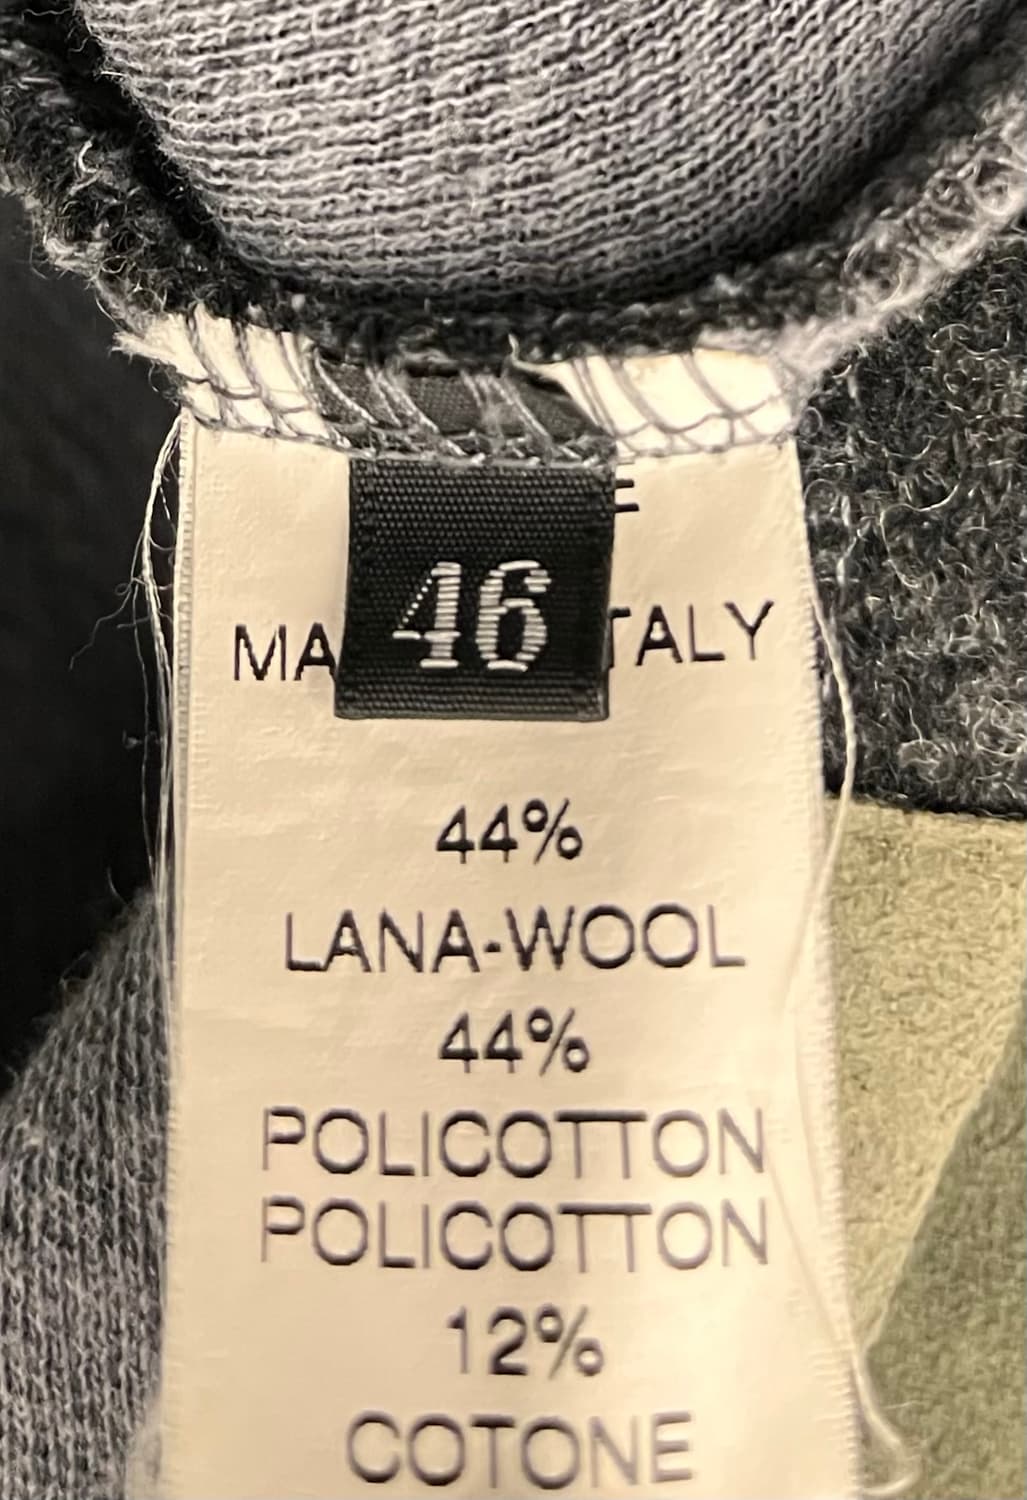 46
MA TALY
44%
LANA-WOOL
44%
POLICOTTON
POLICOTTON
12%
COTONE